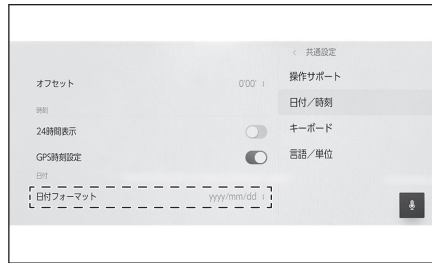 ＜ 共通設定
オフセット 0'00'
時刻
24時間表示
GPS時刻設定
日付
日付フォーマット yyyy/mm/dd
操作サポート
日付／時刻
キーボード
言語／単位